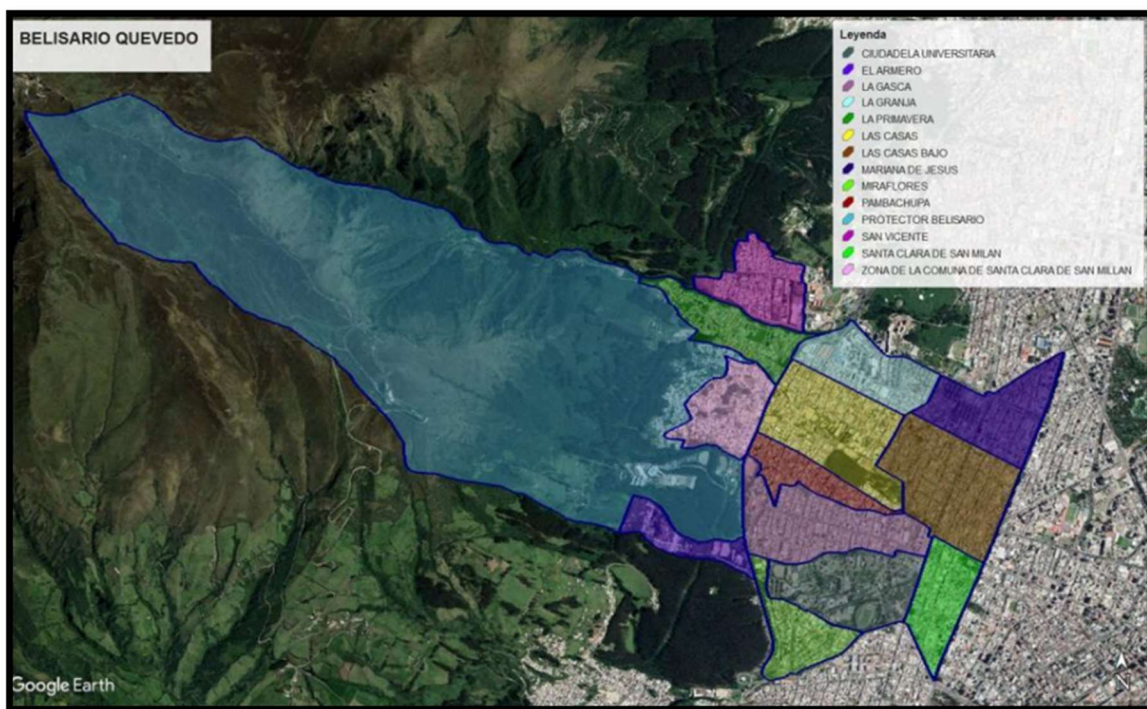 BELISARIO QUEVEDO
Leyenda
CIUDADELA UNIVERSITARIA
EL ARMERO
LA GASCA
LA GRANJA
LA PRIMAVERA
LAS CASAS
LAS CASAS BAJO
MARIANA DE JESUS
MIRAFLORES
PAMBACHUPA
PROTECTOR BELISARIO
SAN VICENTE
SANTA CLARA DE SAN MILAN
ZONA DE LA COMUNA DE SANTA CLARA DE SAN MILLAN
Google Earth
N